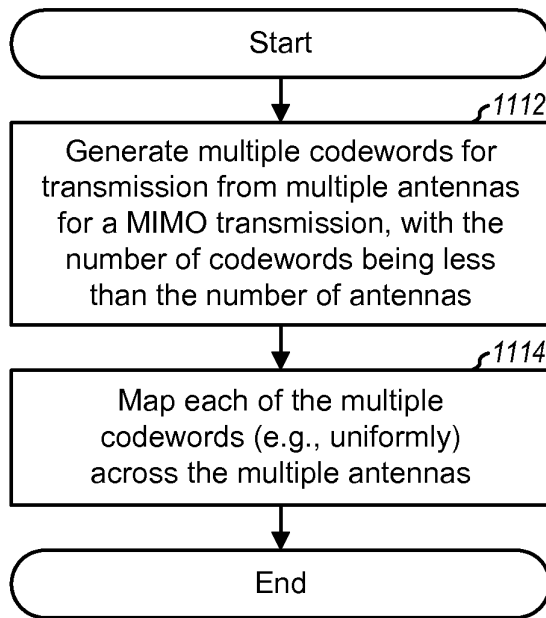 Start
1112
Generate multiple codewords for
transmission from multiple antennas
for a MIMO transmission, with the
number of codewords being less
than the number of antennas
1114
Map each of the multiple
codewords (e.g., uniformly)
across the multiple antennas
End